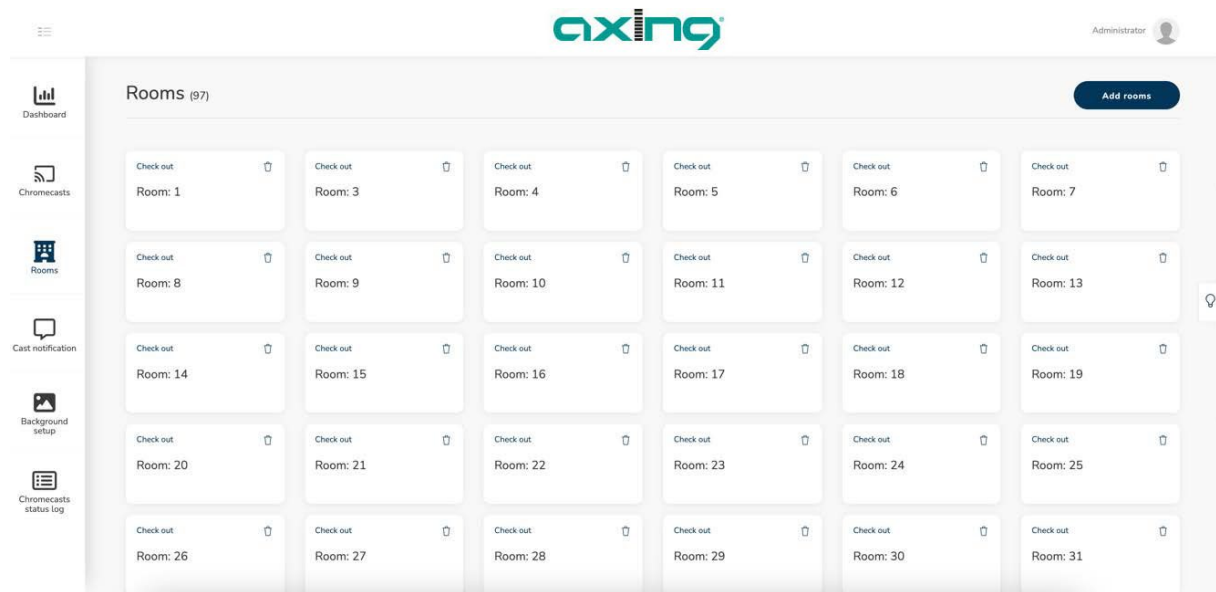 axing®
Administrator
Dashboard
Chromecasts
Rooms
Cast notification
Background
setup
Chromecasts
status log
Rooms (97)
Add rooms
Check out
Room: 1
Check out
Room: 3
Check out
Room: 4
Check out
Room: 5
Check out
Room: 6
Check out
Room: 7
Check out
Room: 8
Check out
Room: 9
Check out
Room: 10
Check out
Room: 11
Check out
Room: 12
Check out
Room: 13
Check out
Room: 14
Check out
Room: 15
Check out
Room: 16
Check out
Room: 17
Check out
Room: 18
Check out
Room: 19
Check out
Room: 20
Check out
Room: 21
Check out
Room: 22
Check out
Room: 23
Check out
Room: 24
Check out
Room: 25
Check out
Room: 26
Check out
Room: 27
Check out
Room: 28
Check out
Room: 29
Check out
Room: 30
Check out
Room: 31